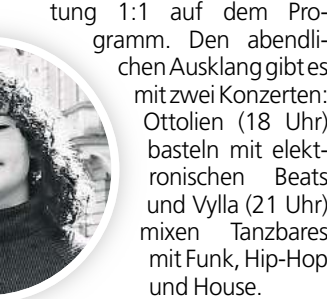 tung 1:1 auf dem Pro-
gramm. Den abendli-
chen Ausklang gibt es
mit zwei Konzerten:
Ottolien (18 Uhr)
basteln mit elekt-
ronischen Beats
und Vylla (21 Uhr)
mixen Tanzbares
mit Funk, Hip-Hop
und House.